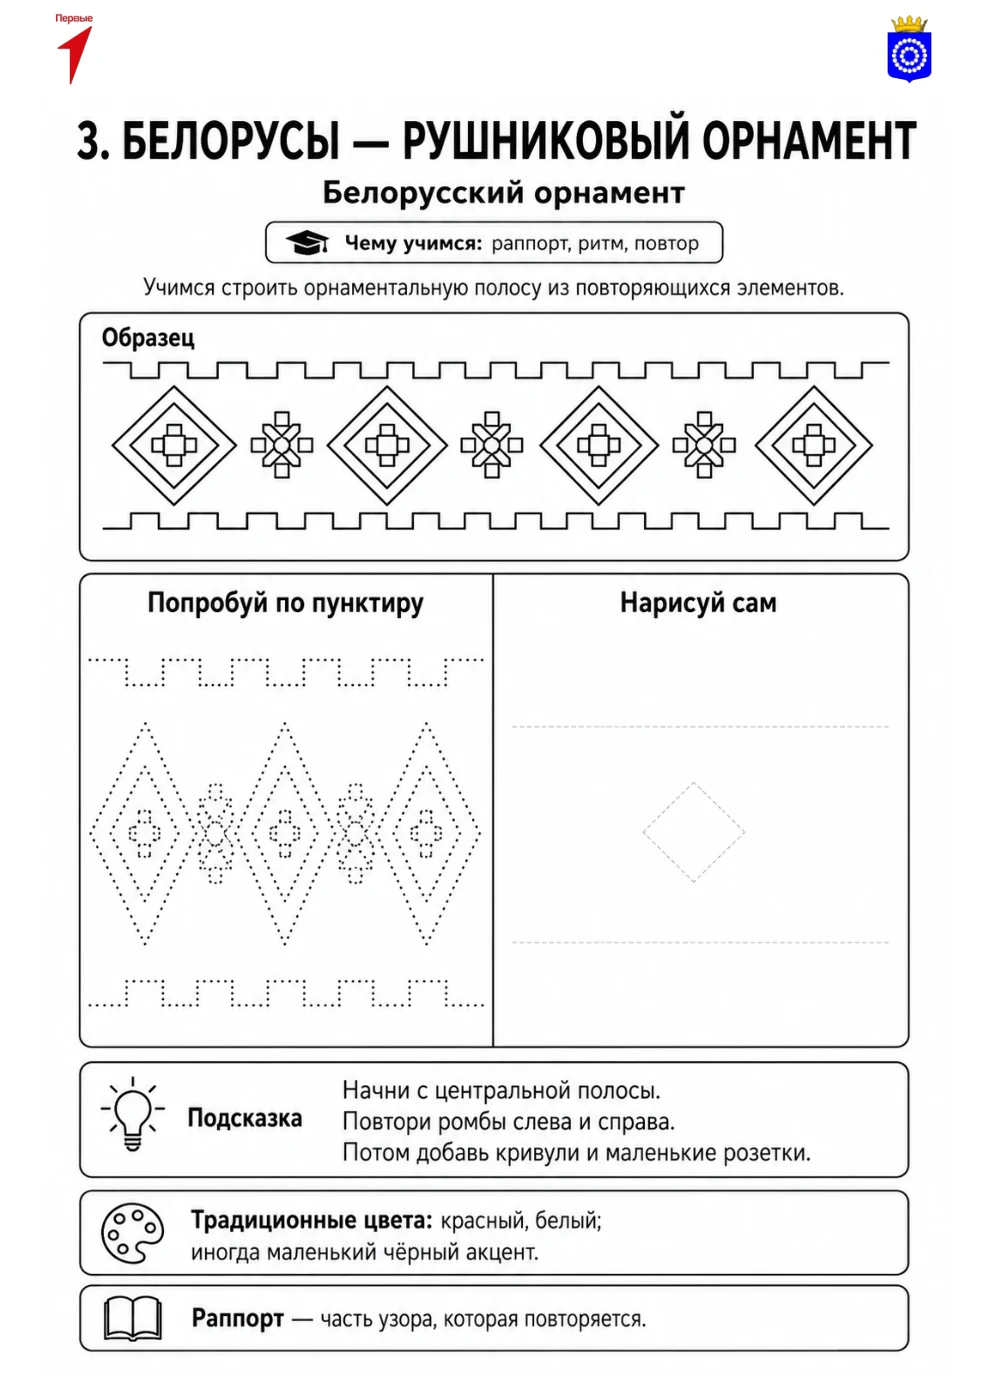 Первые
3. БЕЛОРУСЫ — РУШНИКОВЫЙ ОРНАМЕНТ
Белорусский орнамент
Чему учимся: раппорт, ритм, повтор
Учимся строить орнаментальную полосу из повторяющихся элементов.
Образец
Попробуй по пунктиру
Нарисуй сам
Подсказка
Начни с центральной полосы.
Повтори ромбы слева и справа.
Потом добавь кривули и маленькие розетки.
Традиционные цвета: красный, белый;
иногда маленький чёрный акцент.
Раппорт — часть узора, которая повторяется.